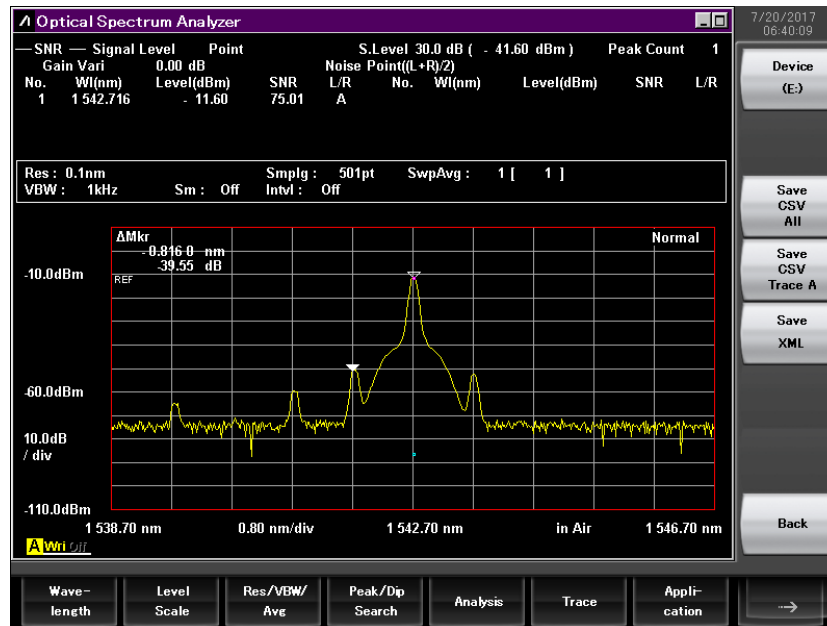 Optical Spectrum Analyzer
7/20/2017
06:40:09
SNR — Signal Level Point S.Level 30.0 dB ( - 41.60 dBm ) Peak Count 1
Gain Vari 0.00 dB Noise Point((L+R)/2)
No. Wl(nm) Level(dBm) SNR L/R No. Wl(nm) Level(dBm) SNR L/R
1 1 542.716 - 11.60 75.01 A
Res : 0.1nm Smplg : 501pt SwpAvg : 1 [ 1 ]
VBW : 1kHz Sm : Off Intvl : Off
ΔMkr Normal
- 0.816 0 nm
-39.55 dB
-10.0dBm
REF
-60.0dBm
10.0dB
/ div
-110.0dBm
1 538.70 nm 0.80 nm/div 1 542.70 nm in Air 1 546.70 nm
A Wri Off
Device
(E:)
Save
CSV
All
Save
CSV
Trace A
Save
XML
Back
Wave-
length
Level
Scale
Res/VBW/
Avg
Peak/Dip
Search
Analysis
Trace
Appli-
cation
→